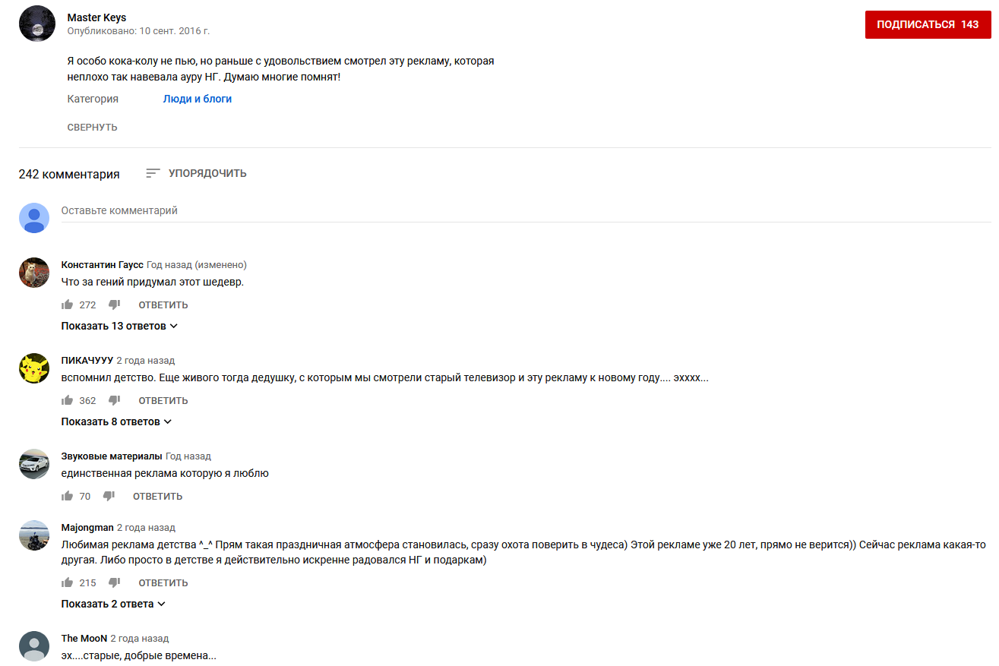 Master Keys
Опубликовано: 10 сент. 2016 г.
ПОДПИСАТЬСЯ 143
Я особо кока-колу не пью, но раньше с удовольствием смотрел эту рекламу, которая
неплохо так навевала ауру НГ. Думаю многие помнят!
Категория Люди и блоги
СВЕРНУТЬ
242 комментария УПОРЯДОЧИТЬ
Оставьте комментарий
Константин Гаусс Год назад (изменено)
Что за гений придумал этот шедевр.
272 ОТВЕТИТЬ
Показать 13 ответов
ПИКАЧУУУ 2 года назад
вспомнил детство. Еще живого тогда дедушку, с которым мы смотрели старый телевизор и эту рекламу к новому году.... эхххх...
362 ОТВЕТИТЬ
Показать 8 ответов
Звуковые материалы Год назад
единственная реклама которую я люблю
70 ОТВЕТИТЬ
Majongman 2 года назад
Любимая реклама детства ^_^ Прям такая праздничная атмосфера становилась, сразу охота поверить в чудеса) Этой рекламе уже 20 лет, прямо не верится)) Сейчас реклама какая-то
другая. Либо просто в детстве я действительно искренне радовался НГ и подаркам)
215 ОТВЕТИТЬ
Показать 2 ответа
The MooN 2 года назад
эх....старые, добрые времена...